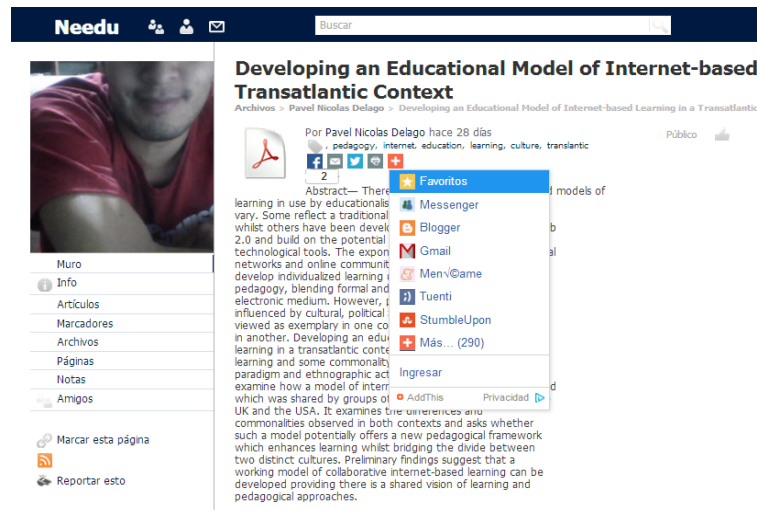 Needu
Buscar
Developing an Educational Model of Internet-based
Transatlantic Context
Archivos > Pavel Nicolas Delago > Developing an Educational Model of Internet-based Learning in a Transatlantic
Por Pavel Nicolas Delago hace 28 días
Público
, pedagogy, internet, education, learning, culture, translantic
2
Abstract— There
d models of
learning in use by educationalis
vary. Some reflect a traditional
whilst others have been develo
b
2.0 and build on the potential
technological tools. The expon
al
networks and online communit
develop individualized learning
pedagogy, blending formal and
electronic medium. However, p
influenced by cultural, political
viewed as exemplary in one co
in another. Developing an educ
learning in a transatlantic conte
learning and some commonality
paradigm and ethnographic act
examine how a model of intern
d
which was shared by groups of
UK and the USA. It examines the differences and
commonalities observed in both contexts and asks whether
such a model potentially offers a new pedagogical framework
which enhances learning whilst bridging the divide between
two distinct cultures. Preliminary findings suggest that a
working model of collaborative internet-based learning can be
developed providing there is a shared vision of learning and
pedagogical approaches.
Favoritos
Messenger
Blogger
Gmail
Men√©ame
Tuenti
StumbleUpon
Más... (290)
Ingresar
AddThis Privacidad
Muro
Info
Artículos
Marcadores
Archivos
Páginas
Notas
Amigos
Marcar esta página
Reportar esto